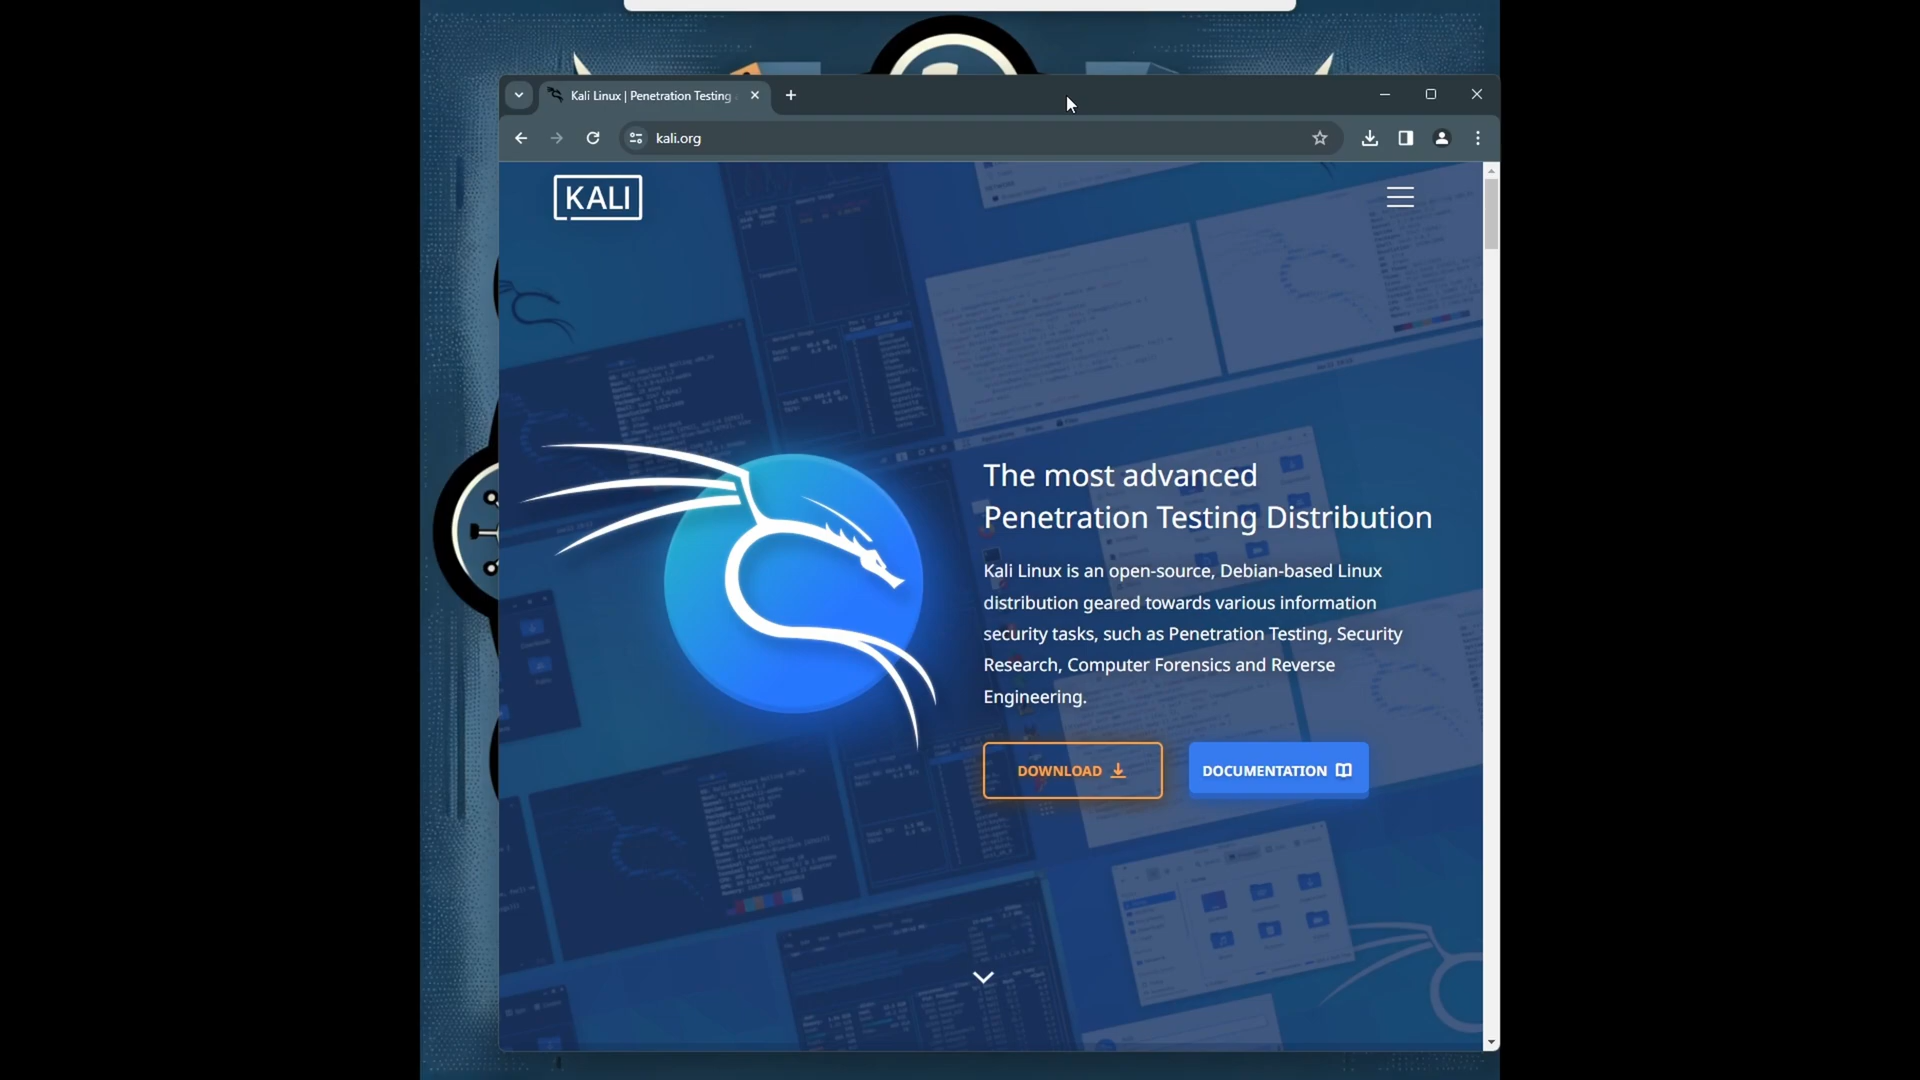 Kali Linux | Penetration Testing
kali.org
KALI
The most advanced
Penetration Testing Distribution
Kali Linux is an open-source, Debian-based Linux
distribution geared towards various information
security tasks, such as Penetration Testing, Security
Research, Computer Forensics and Reverse
Engineering.
DOWNLOAD
DOCUMENTATION